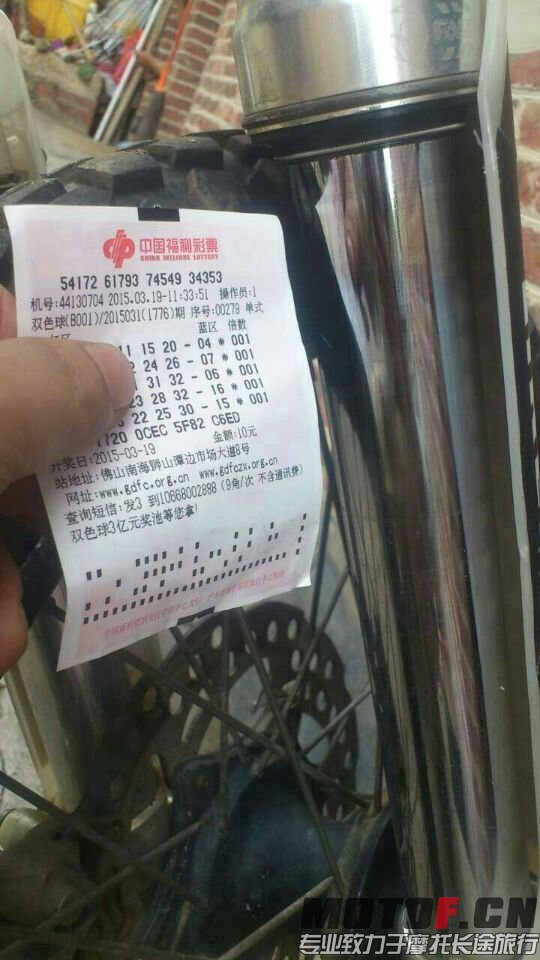 中国福利彩票
CHINA WELFARE LOTTERY
54172 61793 74549 34353
机号:44130704 2015.03.19-11:33:51 操作员:1
双色球(B001)/2015031(1776)期 序号:00279 单式
蓝区 倍数
11 15 20 - 04 * 001
24 26 - 07 * 001
31 32 - 06 * 001
23 28 32 - 16 * 001
22 25 30 - 15 * 001
1720 0CEC 5F82 C6ED
开奖日:2015-03-19 金额:10元
站地址:佛山南海狮山谭边市场大道8号
网址:www.gdfc.org.cn www.gdfczx.org.cn
查询短信:发3 到10668002888 (9角/次 不含通讯费)
双色球3亿元奖池等您拿!
MOTOF.CN
专业致力于摩托长途旅行